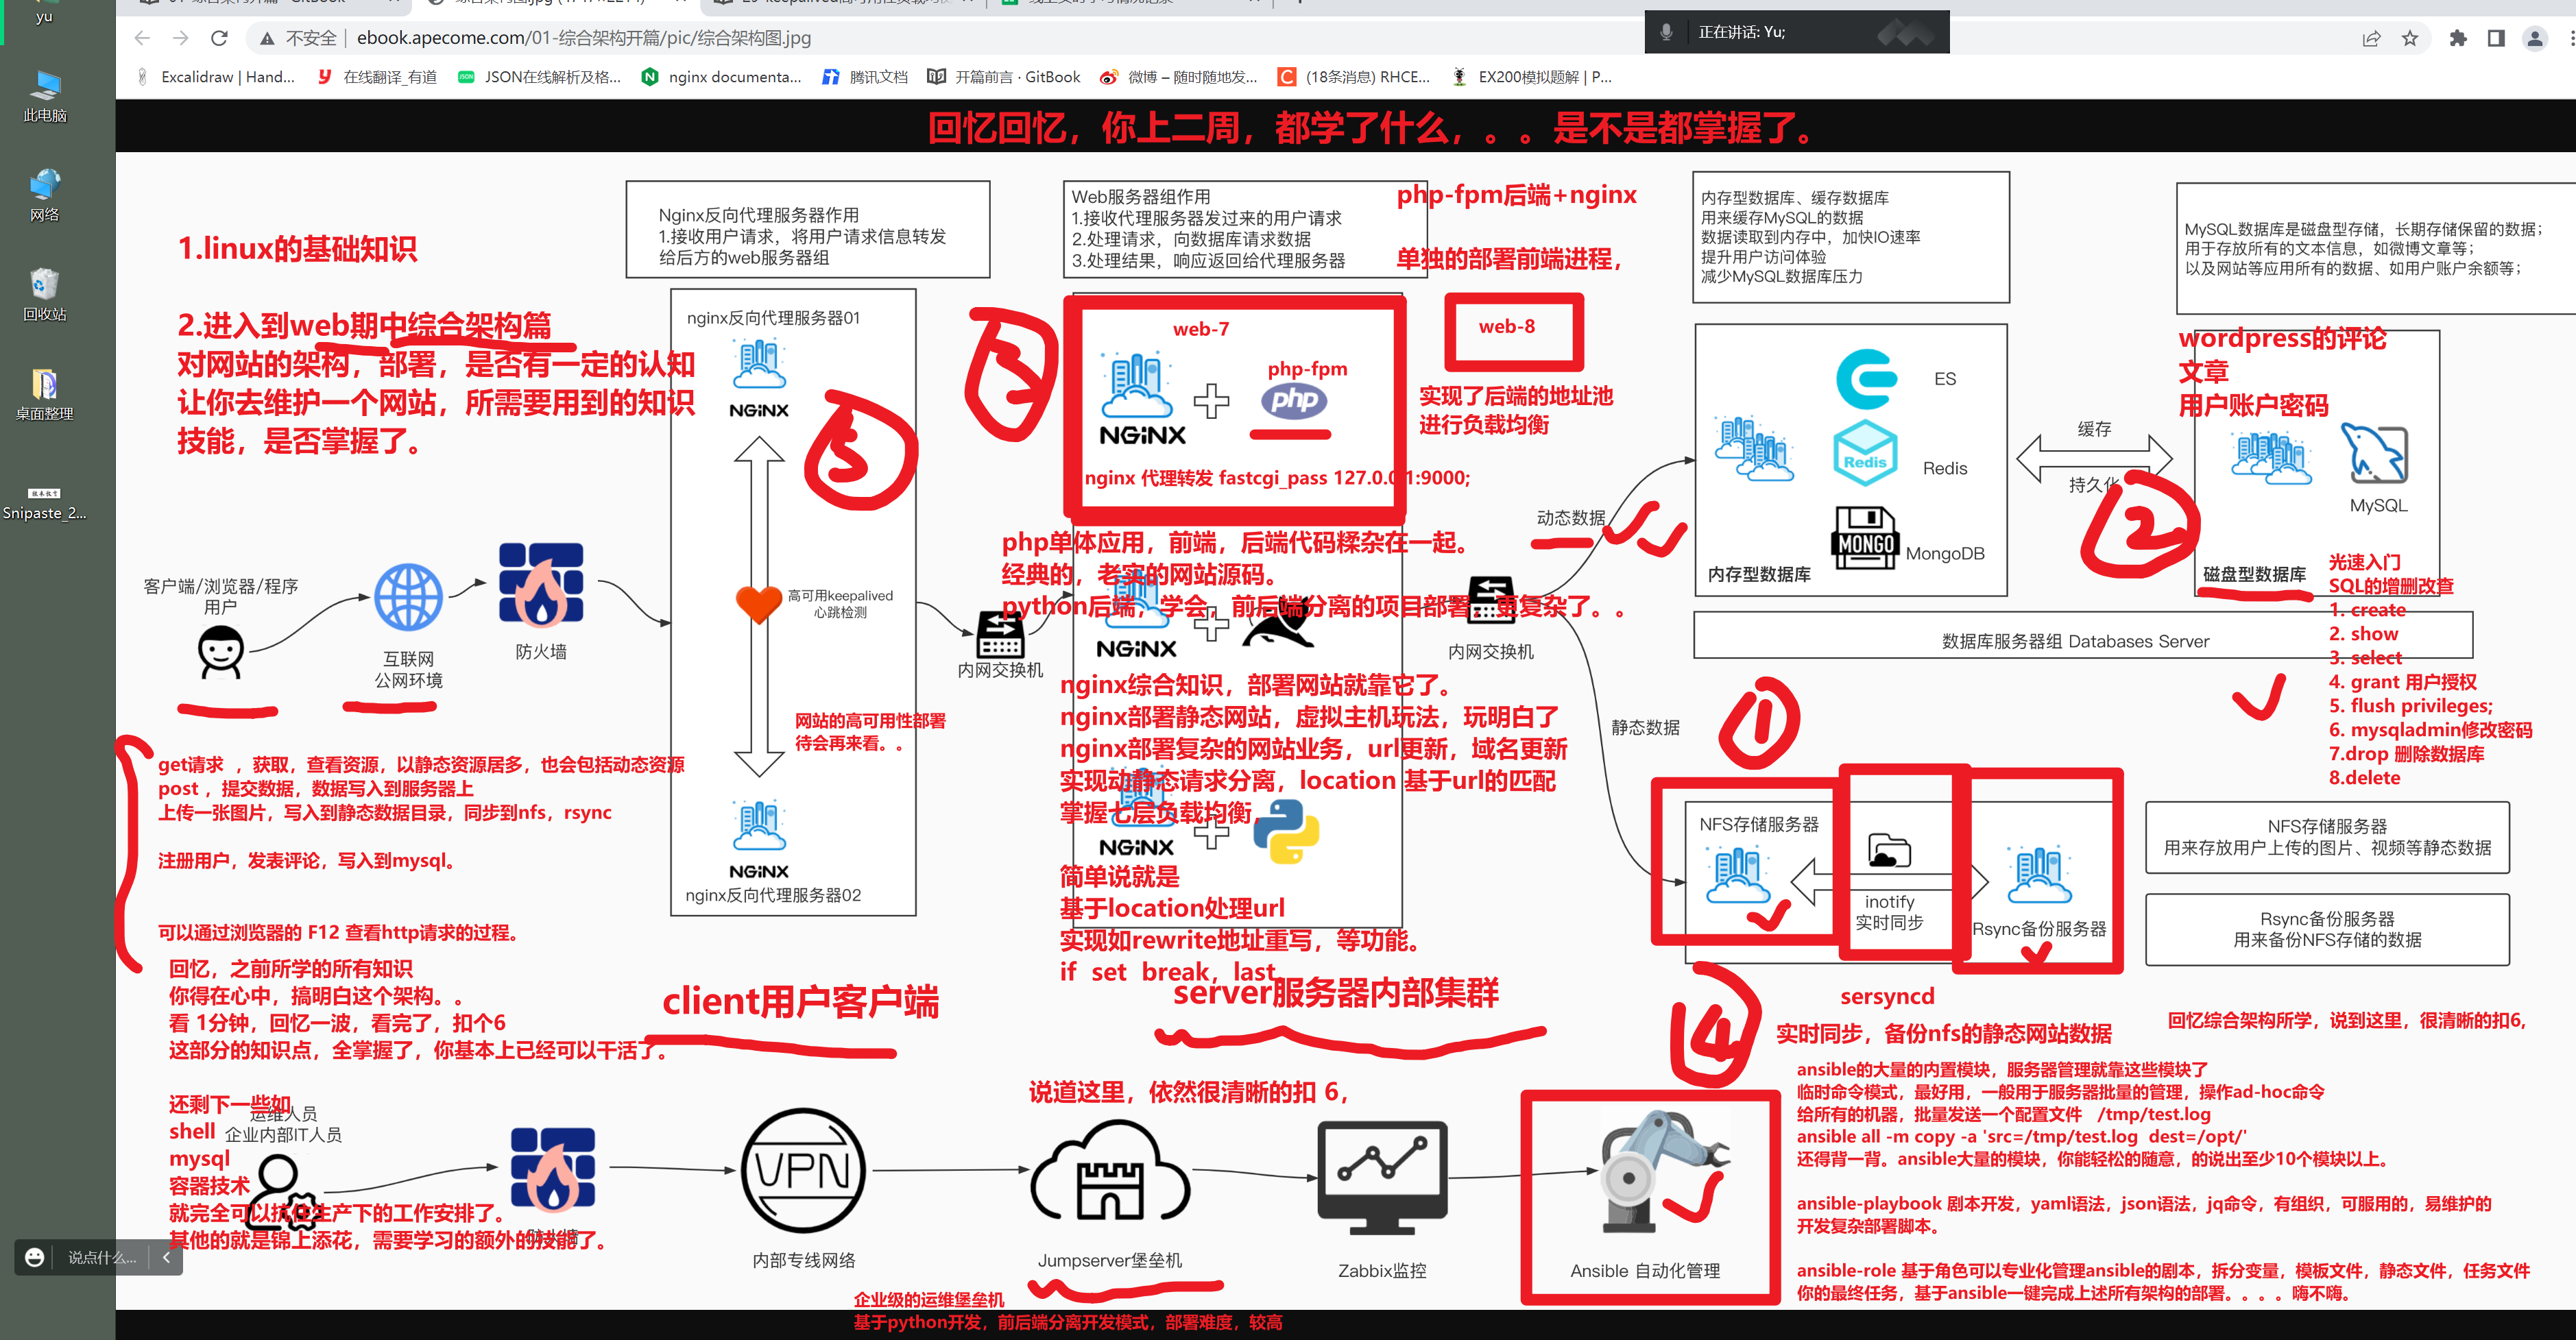 yu
此电脑
网络
回收站
桌面整理
Snipaste_2...
不安全
ebook.apecome.com/01-综合架构开篇/pic/综合架构图.jpg
正在讲话: Yu;
Excalidraw | Hand...
在线翻译_有道
JSON在线解析及格...
nginx documenta...
腾讯文档
开篇前言 · GitBook
微博 – 随时随地发...
(18条消息) RHCE...
EX200模拟题解 | P...
回忆回忆，你上二周，都学了什么，。。是不是都掌握了。
1.linux的基础知识
2.进入到web期中综合架构篇
对网站的架构，部署，是否有一定的认知
让你去维护一个网站，所需要用到的知识
技能，是否掌握了。
Nginx反向代理服务器作用
1.接收用户请求，将用户请求信息转发
给后方的web服务器组
Web服务器组作用
1.接收代理服务器发过来的用户请求
2.处理请求，向数据库请求数据
3.处理结果，响应返回给代理服务器
php-fpm后端+nginx
单独的部署前端进程，
内存型数据库、缓存数据库
用来缓存MySQL的数据
数据读取到内存中，加快IO速率
提升用户访问体验
减少MySQL数据库压力
MySQL数据库是磁盘型存储，长期存储保留的数据；
用于存放所有的文本信息，如微博文章等；
以及网站等应用所有的数据、如用户账户余额等；
nginx反向代理服务器01
NGiNX
5
高可用keepalived
心跳检测
网站的高可用性部署
待会再来看。。
NGiNX
nginx反向代理服务器02
3
web-7
php-fpm
php
NGiNX
nginx 代理转发 fastcgi_pass 127.0.0.1:9000;
web-8
实现了后端的地址池
进行负载均衡
php单体应用，前端，后端代码糅杂在一起。
经典的，老实的网站源码。
python后端，学会，前后端分离的项目部署，更复杂了。。
NGiNX
nginx综合知识，部署网站就靠它了。
nginx部署静态网站，虚拟主机玩法，玩明白了
nginx部署复杂的网站业务，url更新，域名更新
实现动静态请求分离，location 基于url的匹配
掌握七层负载均衡，
NGiNX
简单说就是
基于location处理url
实现如rewrite地址重写，等功能。
if set break，last
客户端/浏览器/程序
用户
互联网
公网环境
防火墙
内网交换机
内网交换机
动态数据
静态数据
ES
Redis
Redis
MONGO
MongoDB
内存型数据库
缓存
持久化
2
wordpress的评论
文章
用户账户密码
MySQL
磁盘型数据库
数据库服务器组 Databases Server
光速入门
SQL的增删改查
1. create
2. show
3. select
4. grant 用户授权
5. flush privileges;
6. mysqladmin修改密码
7.drop 删除数据库
8.delete
1
NFS存储服务器
inotify
实时同步
Rsync备份服务器
NFS存储服务器
用来存放用户上传的图片、视频等静态数据
Rsync备份服务器
用来备份NFS存储的数据
get请求 ，获取，查看资源，以静态资源居多，也会包括动态资源
post ，提交数据，数据写入到服务器上
上传一张图片，写入到静态数据目录，同步到nfs，rsync
注册用户，发表评论，写入到mysql。
可以通过浏览器的 F12 查看http请求的过程。
回忆，之前所学的所有知识
你得在心中，搞明白这个架构。。
看 1分钟，回忆一波，看完了，扣个6
这部分的知识点，全掌握了，你基本上已经可以干活了。
client用户客户端
server服务器内部集群
4
sersyncd
实时同步，备份nfs的静态网站数据
回忆综合架构所学，说到这里，很清晰的扣6,
说道这里，依然很清晰的扣 6，
还剩下一些如
shell
mysql
容器技术
就完全可以抗住生产下的工作安排了。
其他的就是锦上添花，需要学习的额外的技能了。
运维人员
企业内部IT人员
防火墙
说点什么...
VPN
内部专线网络
Jumpserver堡垒机
Zabbix监控
Ansible 自动化管理
企业级的运维堡垒机
基于python开发，前后端分离开发模式，部署难度，较高
ansible的大量的内置模块，服务器管理就靠这些模块了
临时命令模式，最好用，一般用于服务器批量的管理，操作ad-hoc命令
给所有的机器，批量发送一个配置文件 /tmp/test.log
ansible all -m copy -a 'src=/tmp/test.log dest=/opt/'
还得背一背。ansible大量的模块，你能轻松的随意，的说出至少10个模块以上。
ansible-playbook 剧本开发，yaml语法，json语法，jq命令，有组织，可服用的，易维护的
开发复杂部署脚本。
ansible-role 基于角色可以专业化管理ansible的剧本，拆分变量，模板文件，静态文件，任务文件
你的最终任务，基于ansible一键完成上述所有架构的部署。。。。嗨不嗨。